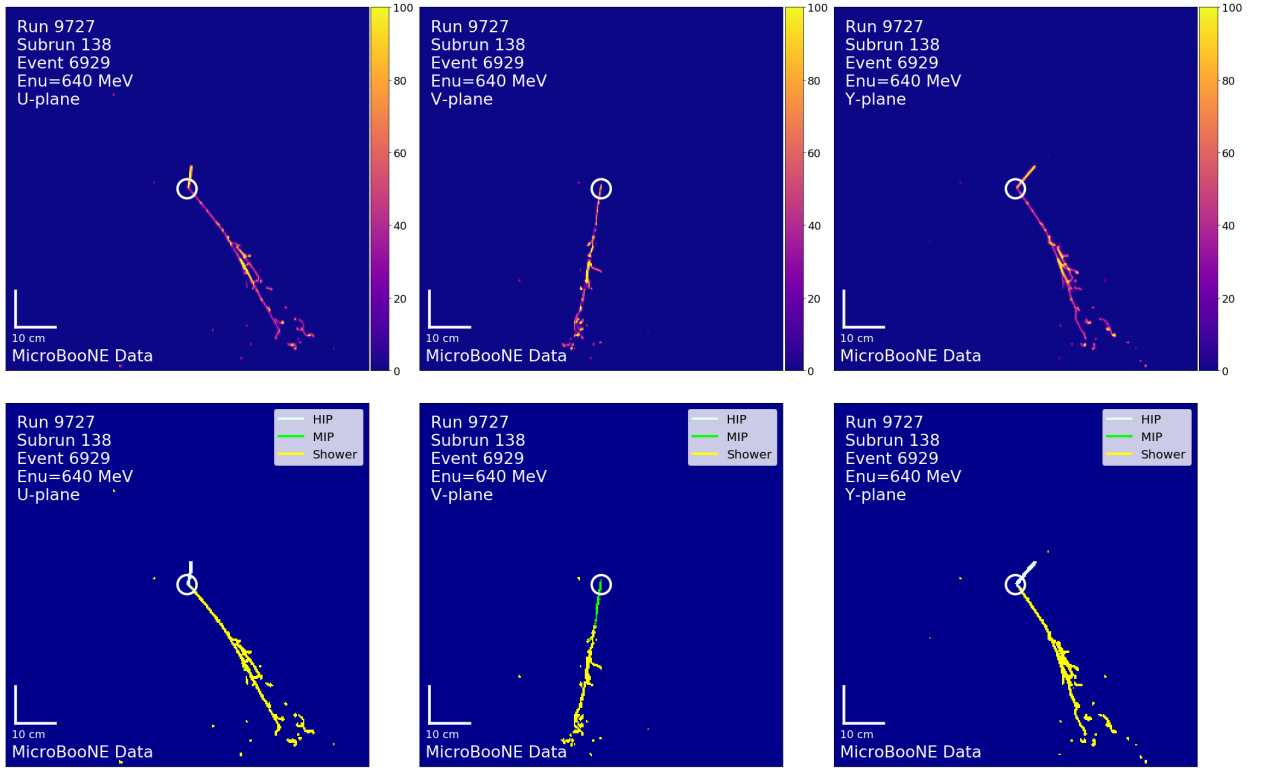 Run 9727
Subrun 138
Event 6929
Enu=640 MeV
U-plane
10 cm
MicroBooNE Data
100
80
60
40
20
0
Run 9727
Subrun 138
Event 6929
Enu=640 MeV
V-plane
10 cm
MicroBooNE Data
100
80
60
40
20
0
Run 9727
Subrun 138
Event 6929
Enu=640 MeV
Y-plane
10 cm
MicroBooNE Data
100
80
60
40
20
0
Run 9727
Subrun 138
Event 6929
Enu=640 MeV
U-plane
HIP
MIP
Shower
10 cm
MicroBooNE Data
Run 9727
Subrun 138
Event 6929
Enu=640 MeV
V-plane
HIP
MIP
Shower
10 cm
MicroBooNE Data
Run 9727
Subrun 138
Event 6929
Enu=640 MeV
Y-plane
HIP
MIP
Shower
10 cm
MicroBooNE Data